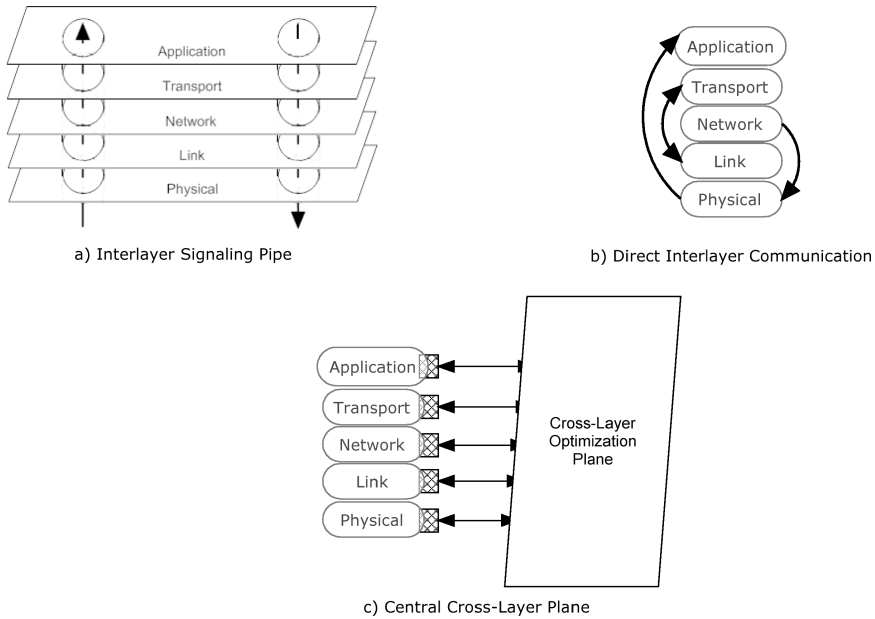 Application
Transport
Network
Link
Physical
a) Interlayer Signaling Pipe
Application
Transport
Network
Link
Physical
b) Direct Interlayer Communication
Application
Transport
Network
Link
Physical
Cross-Layer
Optimization
Plane
c) Central Cross-Layer Plane